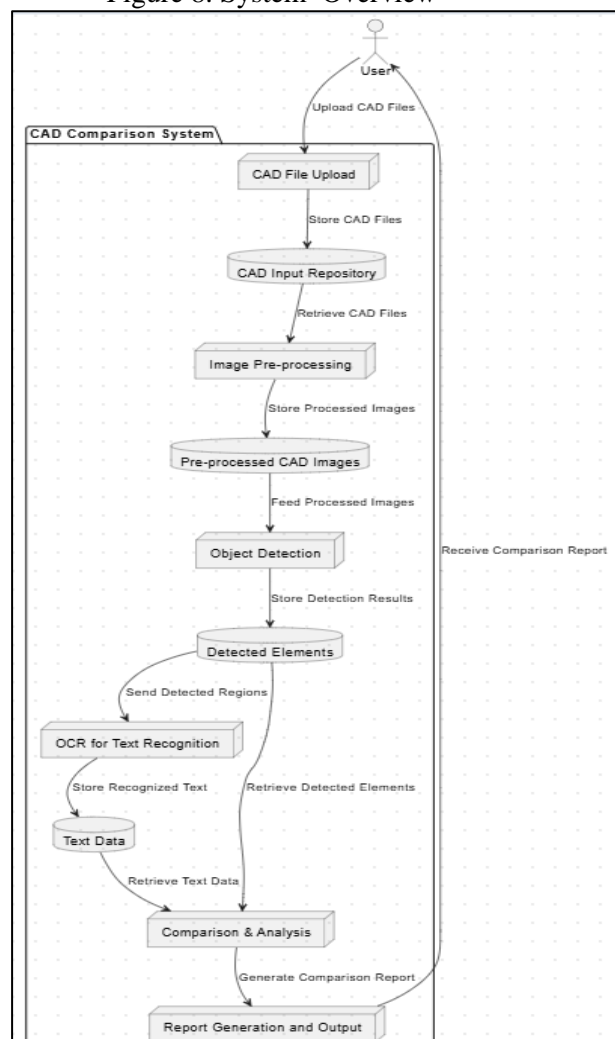 Figure 8. System Overview
User
Upload CAD Files
CAD Comparison System
CAD File Upload
Store CAD Files
CAD Input Repository
Retrieve CAD Files
Image Pre-processing
Store Processed Images
Pre-processed CAD Images
Feed Processed Images
Object Detection
Receive Comparison Report
Store Detection Results
Detected Elements
Send Detected Regions
OCR for Text Recognition
Store Recognized Text
Retrieve Detected Elements
Text Data
Retrieve Text Data
Comparison & Analysis
Generate Comparison Report
Report Generation and Output